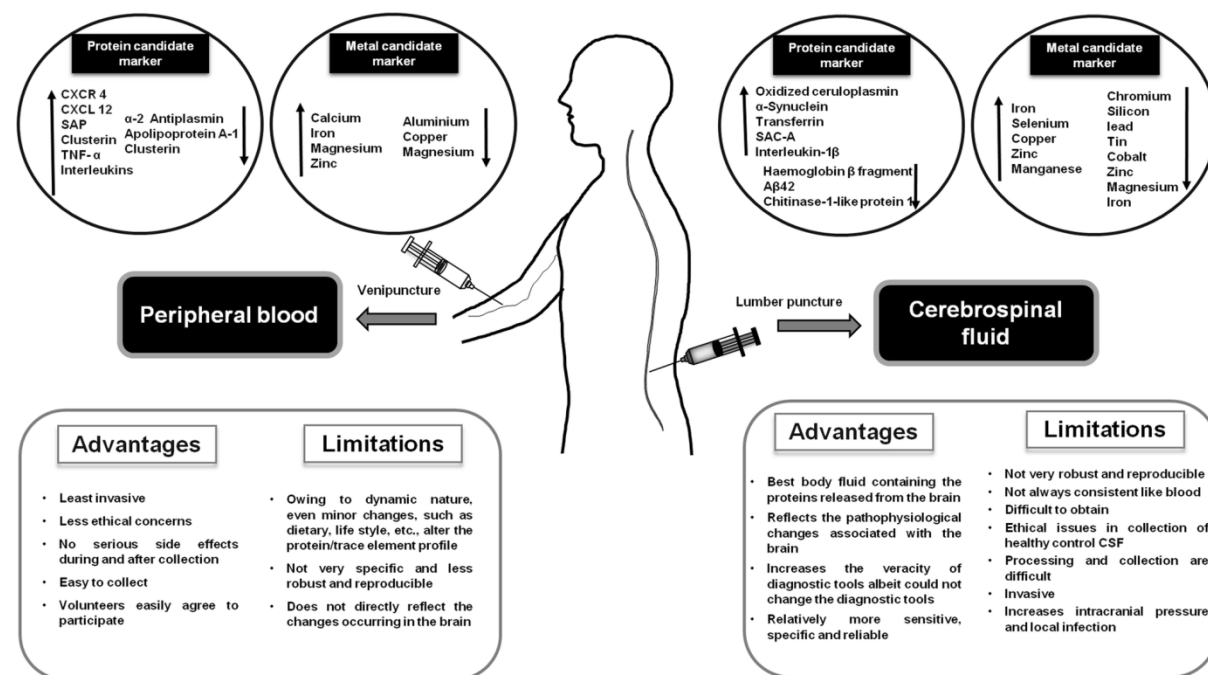 Protein candidate
marker
CXCR 4
CXCL 12
SAP
Clusterin
TNF- α
Interleukins
α-2 Antiplasmin
Apolipoprotein A-1
Clusterin
Metal candidate
marker
Calcium
Iron
Magnesium
Zinc
Aluminium
Copper
Magnesium
Protein candidate
marker
Oxidized ceruloplasmin
α-Synuclein
Transferrin
SAC-A
Interleukin-1β
Haemoglobin β fragment
Aβ42
Chitinase-1-like protein 1
Metal candidate
marker
Iron
Selenium
Copper
Zinc
Manganese
Chromium
Silicon
lead
Tin
Cobalt
Zinc
Magnesium
Iron
Peripheral blood
Venipuncture
Lumber puncture
Cerebrospinal
fluid
Advantages
• Least invasive
• Less ethical concerns
• No serious side effects
during and after collection
• Easy to collect
• Volunteers easily agree to
participate
Limitations
• Owing to dynamic nature,
even minor changes, such as
dietary, life style, etc., alter the
protein/trace element profile
• Not very specific and less
robust and reproducible
• Does not directly reflect the
changes occurring in the brain
Advantages
• Best body fluid containing the
proteins released from the brain
• Reflects the pathophysiological
changes associated with the
brain
• Increases the veracity of
diagnostic tools albeit could not
change the diagnostic tools
• Relatively more sensitive,
specific and reliable
Limitations
• Not very robust and reproducible
• Not always consistent like blood
• Difficult to obtain
• Ethical issues in collection of
healthy control CSF
• Processing and collection are
difficult
• Invasive
• Increases intracranial pressure
and local infection